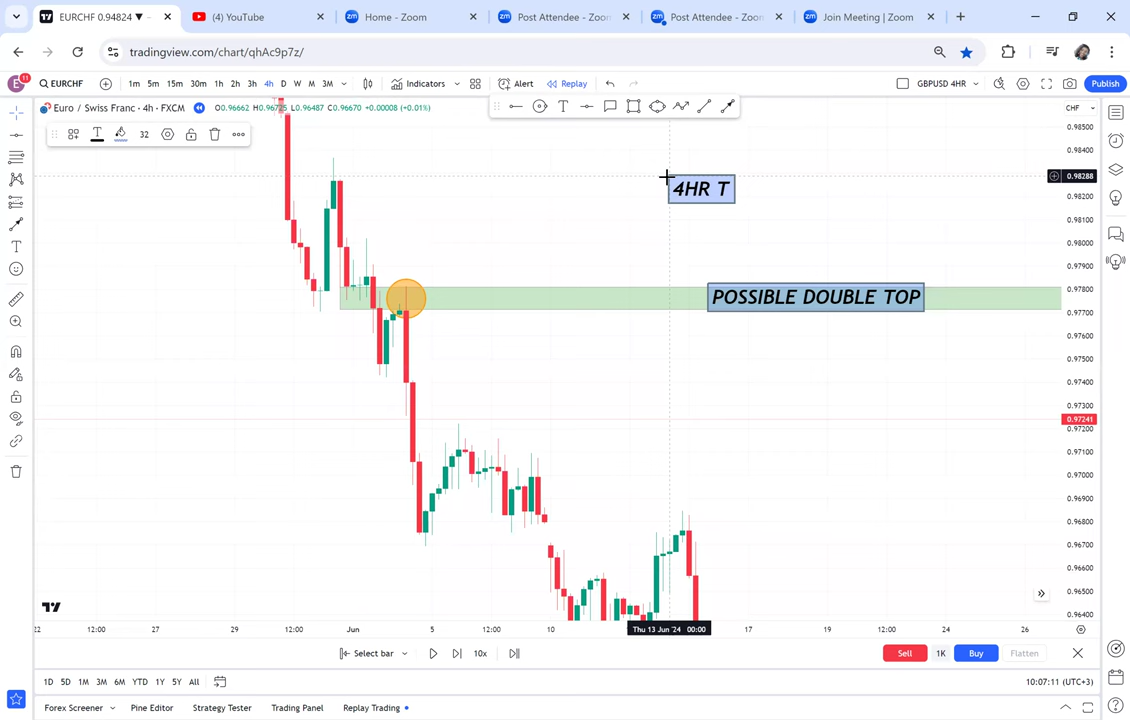 EURCHF 0.94824 ▼ −
(4) YouTube
Home - Zoom
Post Attendee - Zoom
Post Attendee - Zoom
Join Meeting | Zoom
tradingview.com/chart/qhAc9p7z/
E
11
EURCHF
1m 5m 15m 30m 1h 2h 3h 4h D W M 3M
Indicators
Alert
Replay
GBPUSD 4HR
Publish
Euro / Swiss Franc · 4h · FXCM
O0.96662 H0.96725 L0.96487 C0.96670 +0.00008 (+0.01%)
CHF
32
0.98500
0.98400
0.98288
0.98200
0.98100
0.98000
0.97900
0.97800
0.97700
0.97600
0.97500
0.97400
0.97300
0.97241
0.97200
0.97100
0.97000
0.96900
0.96800
0.96700
0.96600
0.96500
0.96400
4HR T
POSSIBLE DOUBLE TOP
22 12:00 27 29 12:00 Jun 5 12:00 10 Thu 13 Jun '24 00:00 17 19 12:00 24 26
Select bar
10x
Sell
1K
Buy
Flatten
1D 5D 1M 3M 6M YTD 1Y 5Y All
10:07:11 (UTC+3)
Forex Screener
Pine Editor
Strategy Tester
Trading Panel
Replay Trading